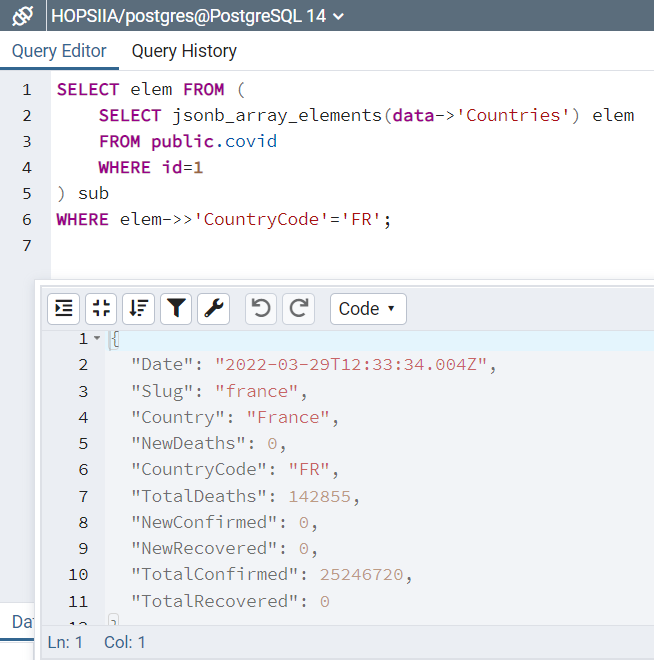 HOPSIIA/postgres@PostgreSQL 14
Query Editor Query History
1 SELECT elem FROM (
2 SELECT jsonb_array_elements(data->'Countries') elem
3 FROM public.covid
4 WHERE id=1
5 ) sub
6 WHERE elem->>'CountryCode'='FR';
7
Code
1 {
2 "Date": "2022-03-29T12:33:34.004Z",
3 "Slug": "france",
4 "Country": "France",
5 "NewDeaths": 0,
6 "CountryCode": "FR",
7 "TotalDeaths": 142855,
8 "NewConfirmed": 0,
9 "NewRecovered": 0,
10 "TotalConfirmed": 25246720,
11 "TotalRecovered": 0
Ln: 1 Col: 1